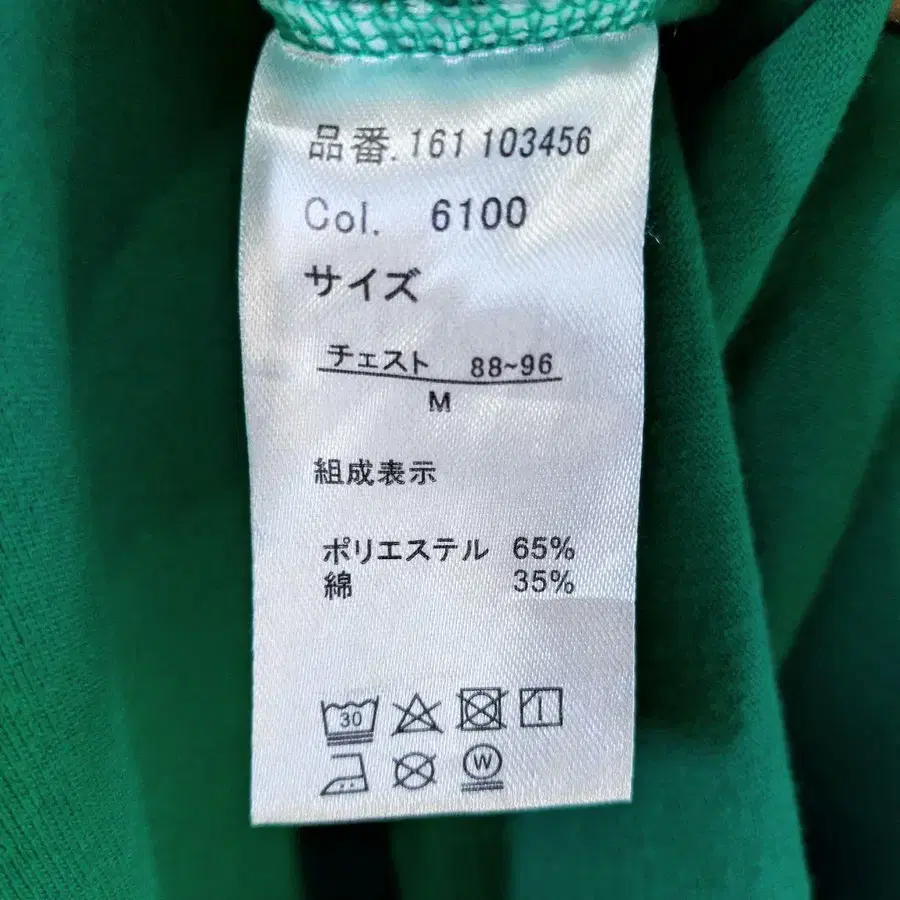 品番.161 103456
Col. 6100
サイズ
チェスト 88~96
M
組成表示
ポリエステル 65%
綿 35%
30
W